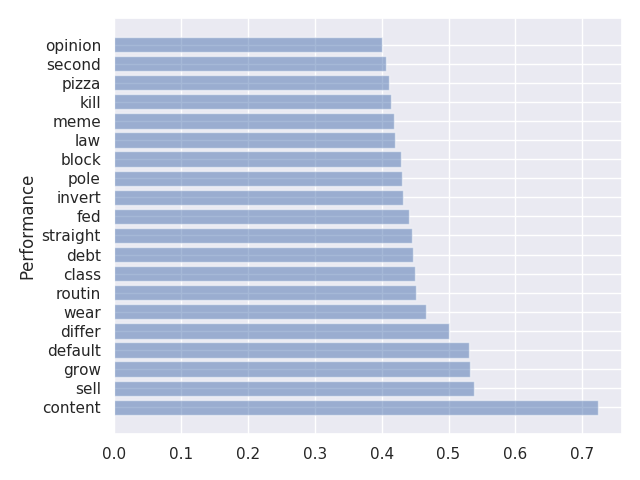 opinion
second
pizza
kill
meme
law
block
pole
invert
fed
straight
debt
class
routin
wear
differ
default
grow
sell
content
Performance
0.0 0.1 0.2 0.3 0.4 0.5 0.6 0.7